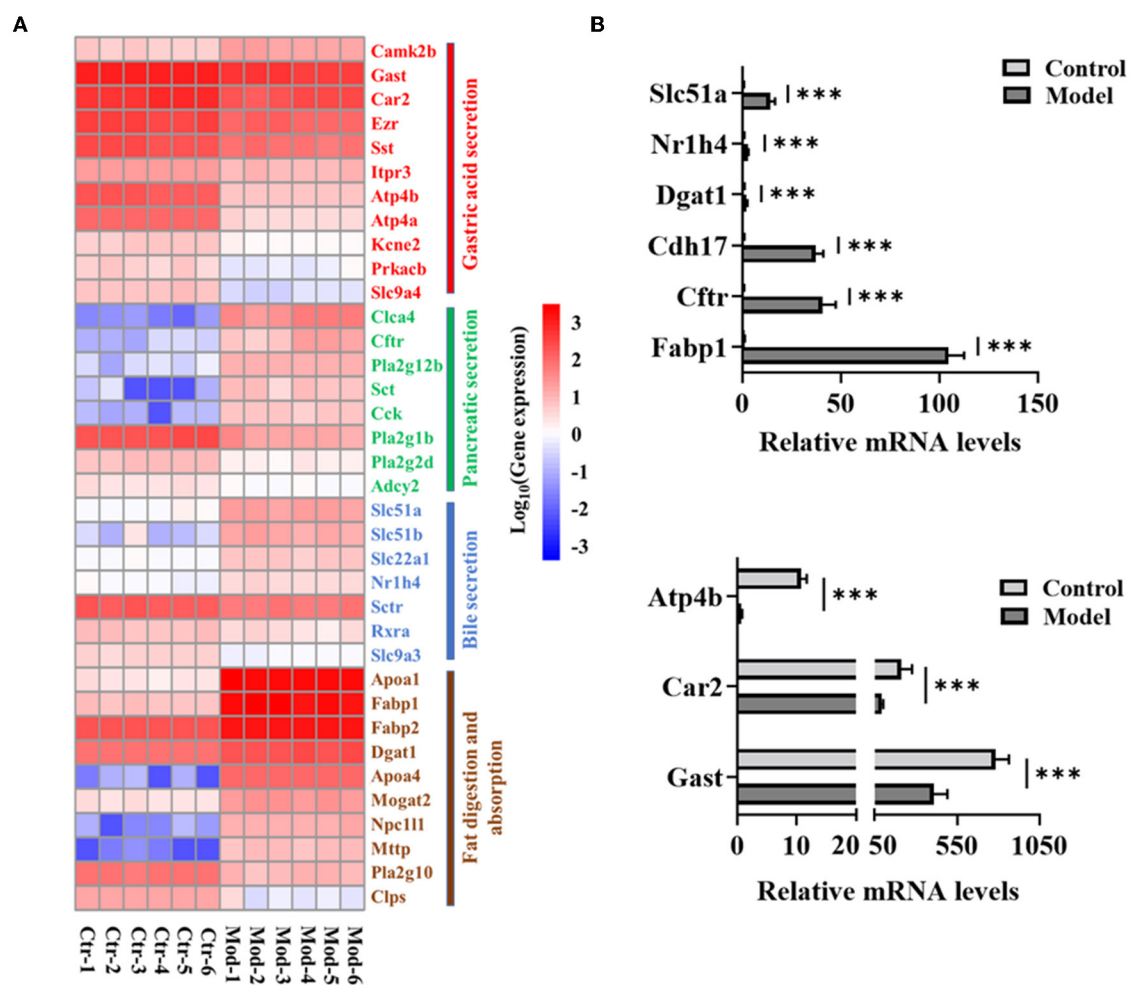 A
Camk2b
Gast
Car2
Ezr
Sst
Itpr3
Atp4b
Atp4a
Kcne2
Prkacb
Slc9a4
Gastric acid secretion
Clca4
Cftr
Pla2g12b
Sct
Cck
Pla2g1b
Pla2g2d
Adcy2
Pancreatic secretion
Slc51a
Slc51b
Slc22a1
Nr1h4
Sctr
Rxra
Slc9a3
Bile secretion
Apoa1
Fabp1
Fabp2
Dgat1
Apoa4
Mogat2
Npc1l1
Mttp
Pla2g10
Clps
Fat digestion and
absorption
Ctr-1 Ctr-2 Ctr-3 Ctr-4 Ctr-5 Ctr-6 Mod-1 Mod-2 Mod-3 Mod-4 Mod-5 Mod-6
Log10(Gene expression)
3
2
1
0
-1
-2
-3
B
Control
Model
Slc51a ***
Nr1h4 ***
Dgat1 ***
Cdh17 ***
Cftr ***
Fabp1 ***
0 50 100 150
Relative mRNA levels
Control
Model
Atp4b ***
Car2 ***
Gast ***
0 10 20 50 550 1050
Relative mRNA levels